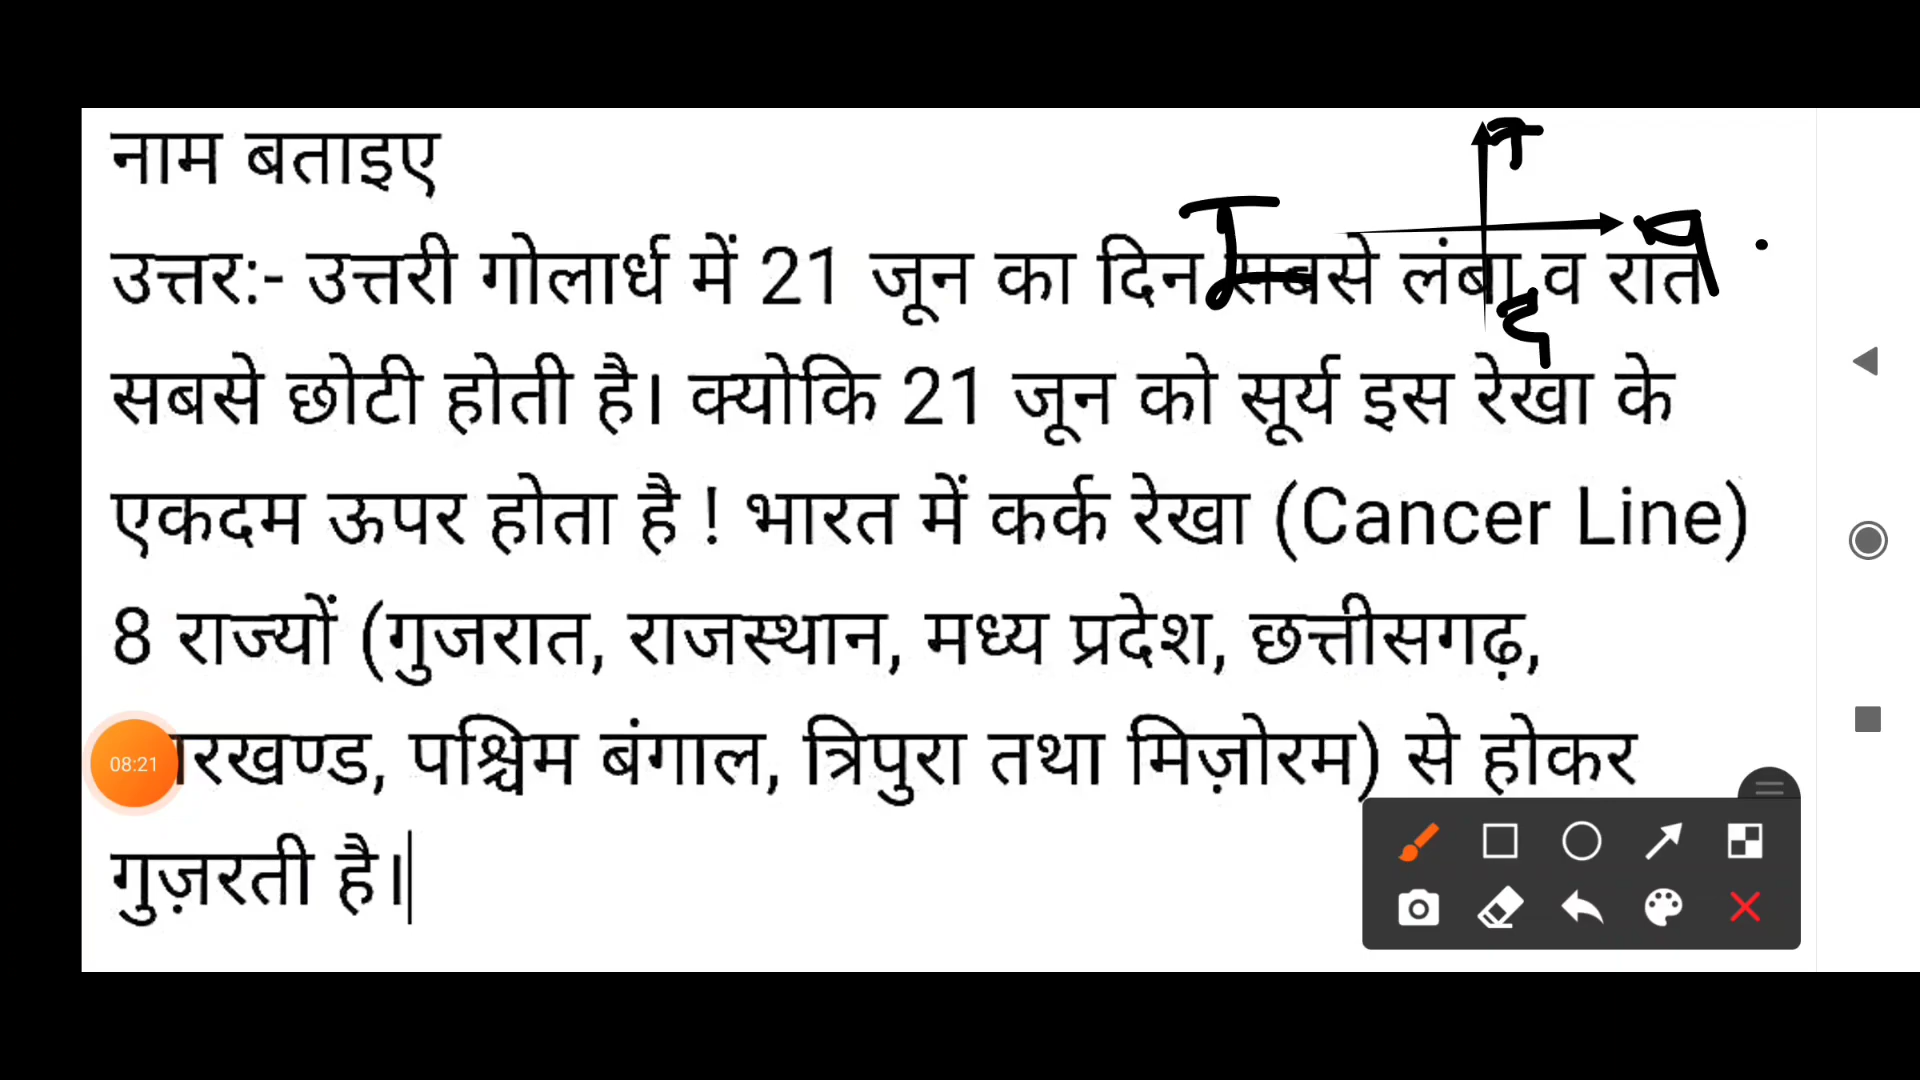 नाम बताइए
उत्तर:- उत्तरी गोलार्ध में 21 जून का दिन सबसे लंबा व रात
सबसे छोटी होती है। क्योकि 21 जून को सूर्य इस रेखा के
एकदम ऊपर होता है ! भारत में कर्क रेखा (Cancer Line)
8 राज्यों (गुजरात, राजस्थान, मध्य प्रदेश, छत्तीसगढ़,
ारखण्ड, पश्चिम बंगाल, त्रिपुरा तथा मिज़ोरम) से होकर
08:21
गुज़रती है।